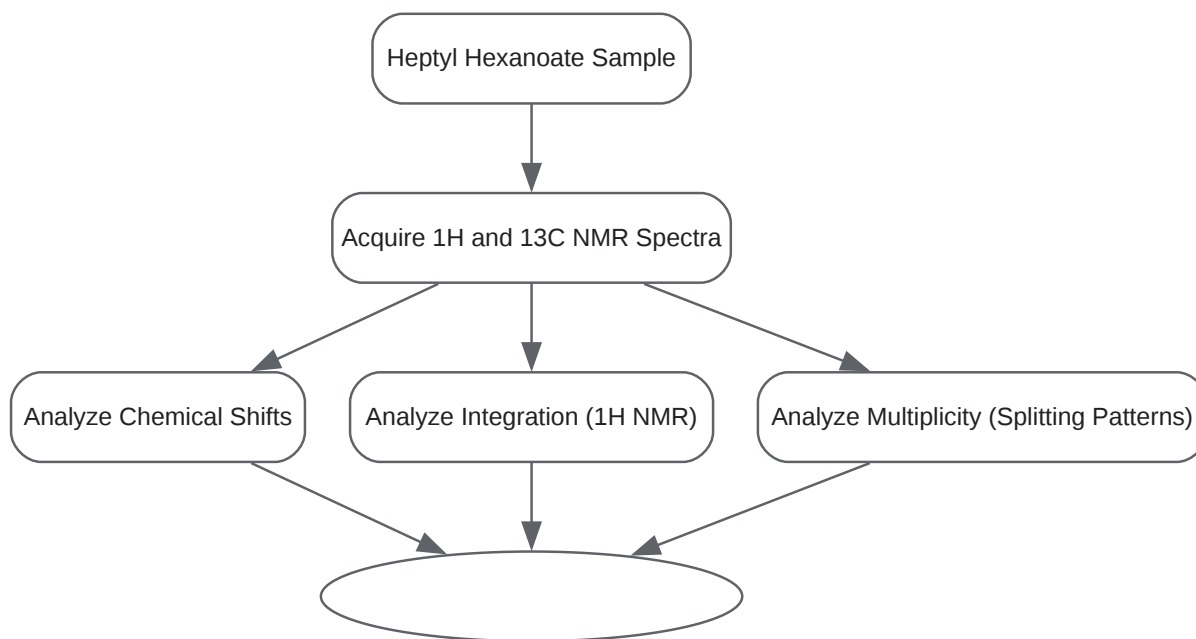 Heptyl Hexanoate Sample
Acquire 1H and 13C NMR Spectra
Analyze Chemical Shifts
Analyze Integration (1H NMR)
Analyze Multiplicity (Splitting Patterns)